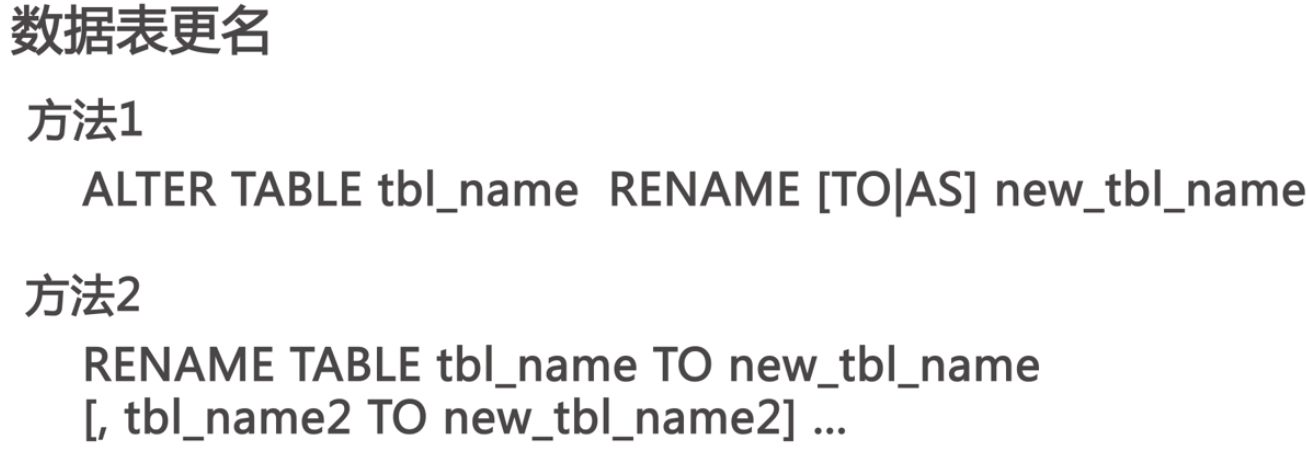 数据表更名
方法1
ALTER TABLE tbl_name RENAME [TO|AS] new_tbl_name
方法2
RENAME TABLE tbl_name TO new_tbl_name
[, tbl_name2 TO new_tbl_name2] ...